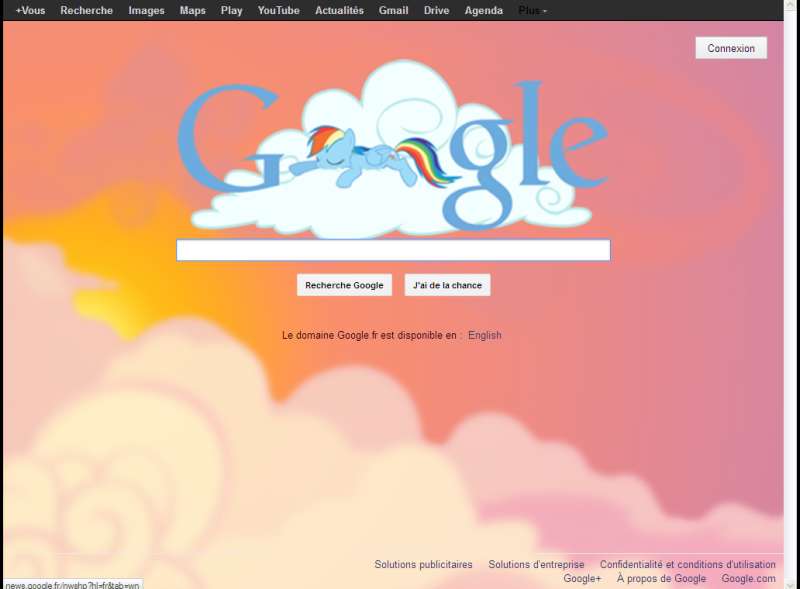 +Vous Recherche Images Maps Play YouTube Actualités Gmail Drive Agenda Plus
Connexion
Google
Recherche Google J'ai de la chance
Le domaine Google.fr est disponible en : English
Solutions publicitaires Solutions d'entreprise Confidentialité et conditions d'utilisation
Google+ À propos de Google Google.com
news.google.fr/nwshp?hl=fr&tab=wn